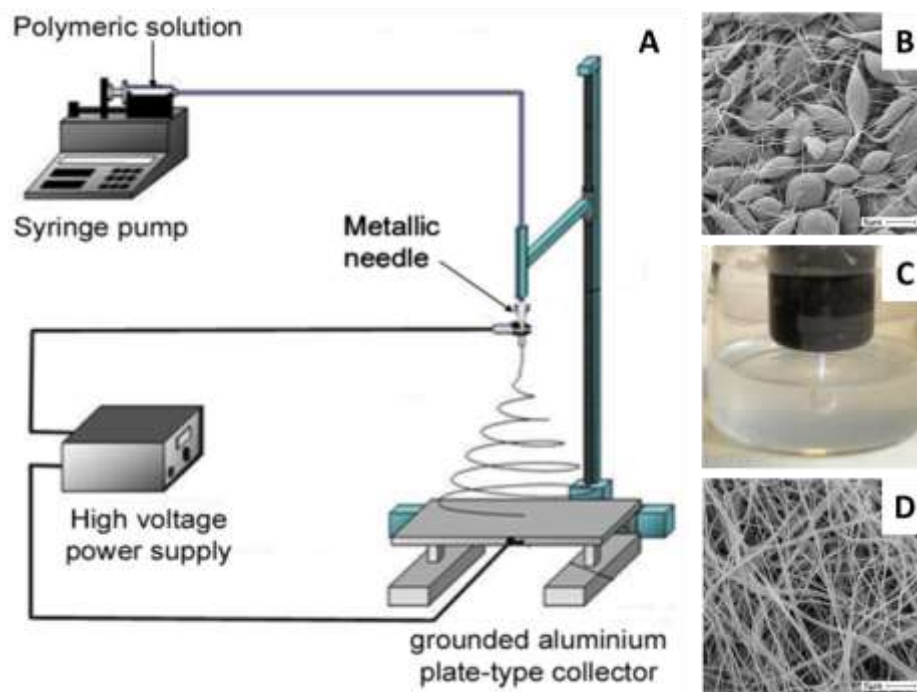 Polymeric solution
A
B
Syringe pump
Metallic
needle
C
High voltage
power supply
D
grounded aluminium
plate-type collector